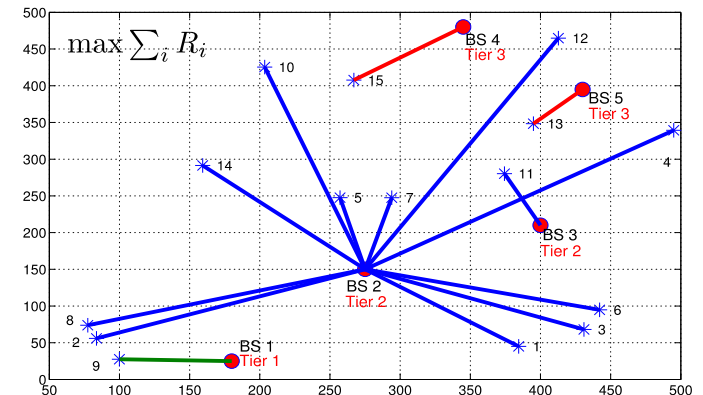 500
450
400
350
300
250
200
150
100
50
0
50 100 150 200 250 300 350 400 450 500
max ∑i Ri
BS 4
Tier 3
12
10
15
BS 5
Tier 3
13
4
14
11
5
7
BS 3
Tier 2
BS 2
Tier 2
8
2
6
3
1
BS 1
Tier 1
9